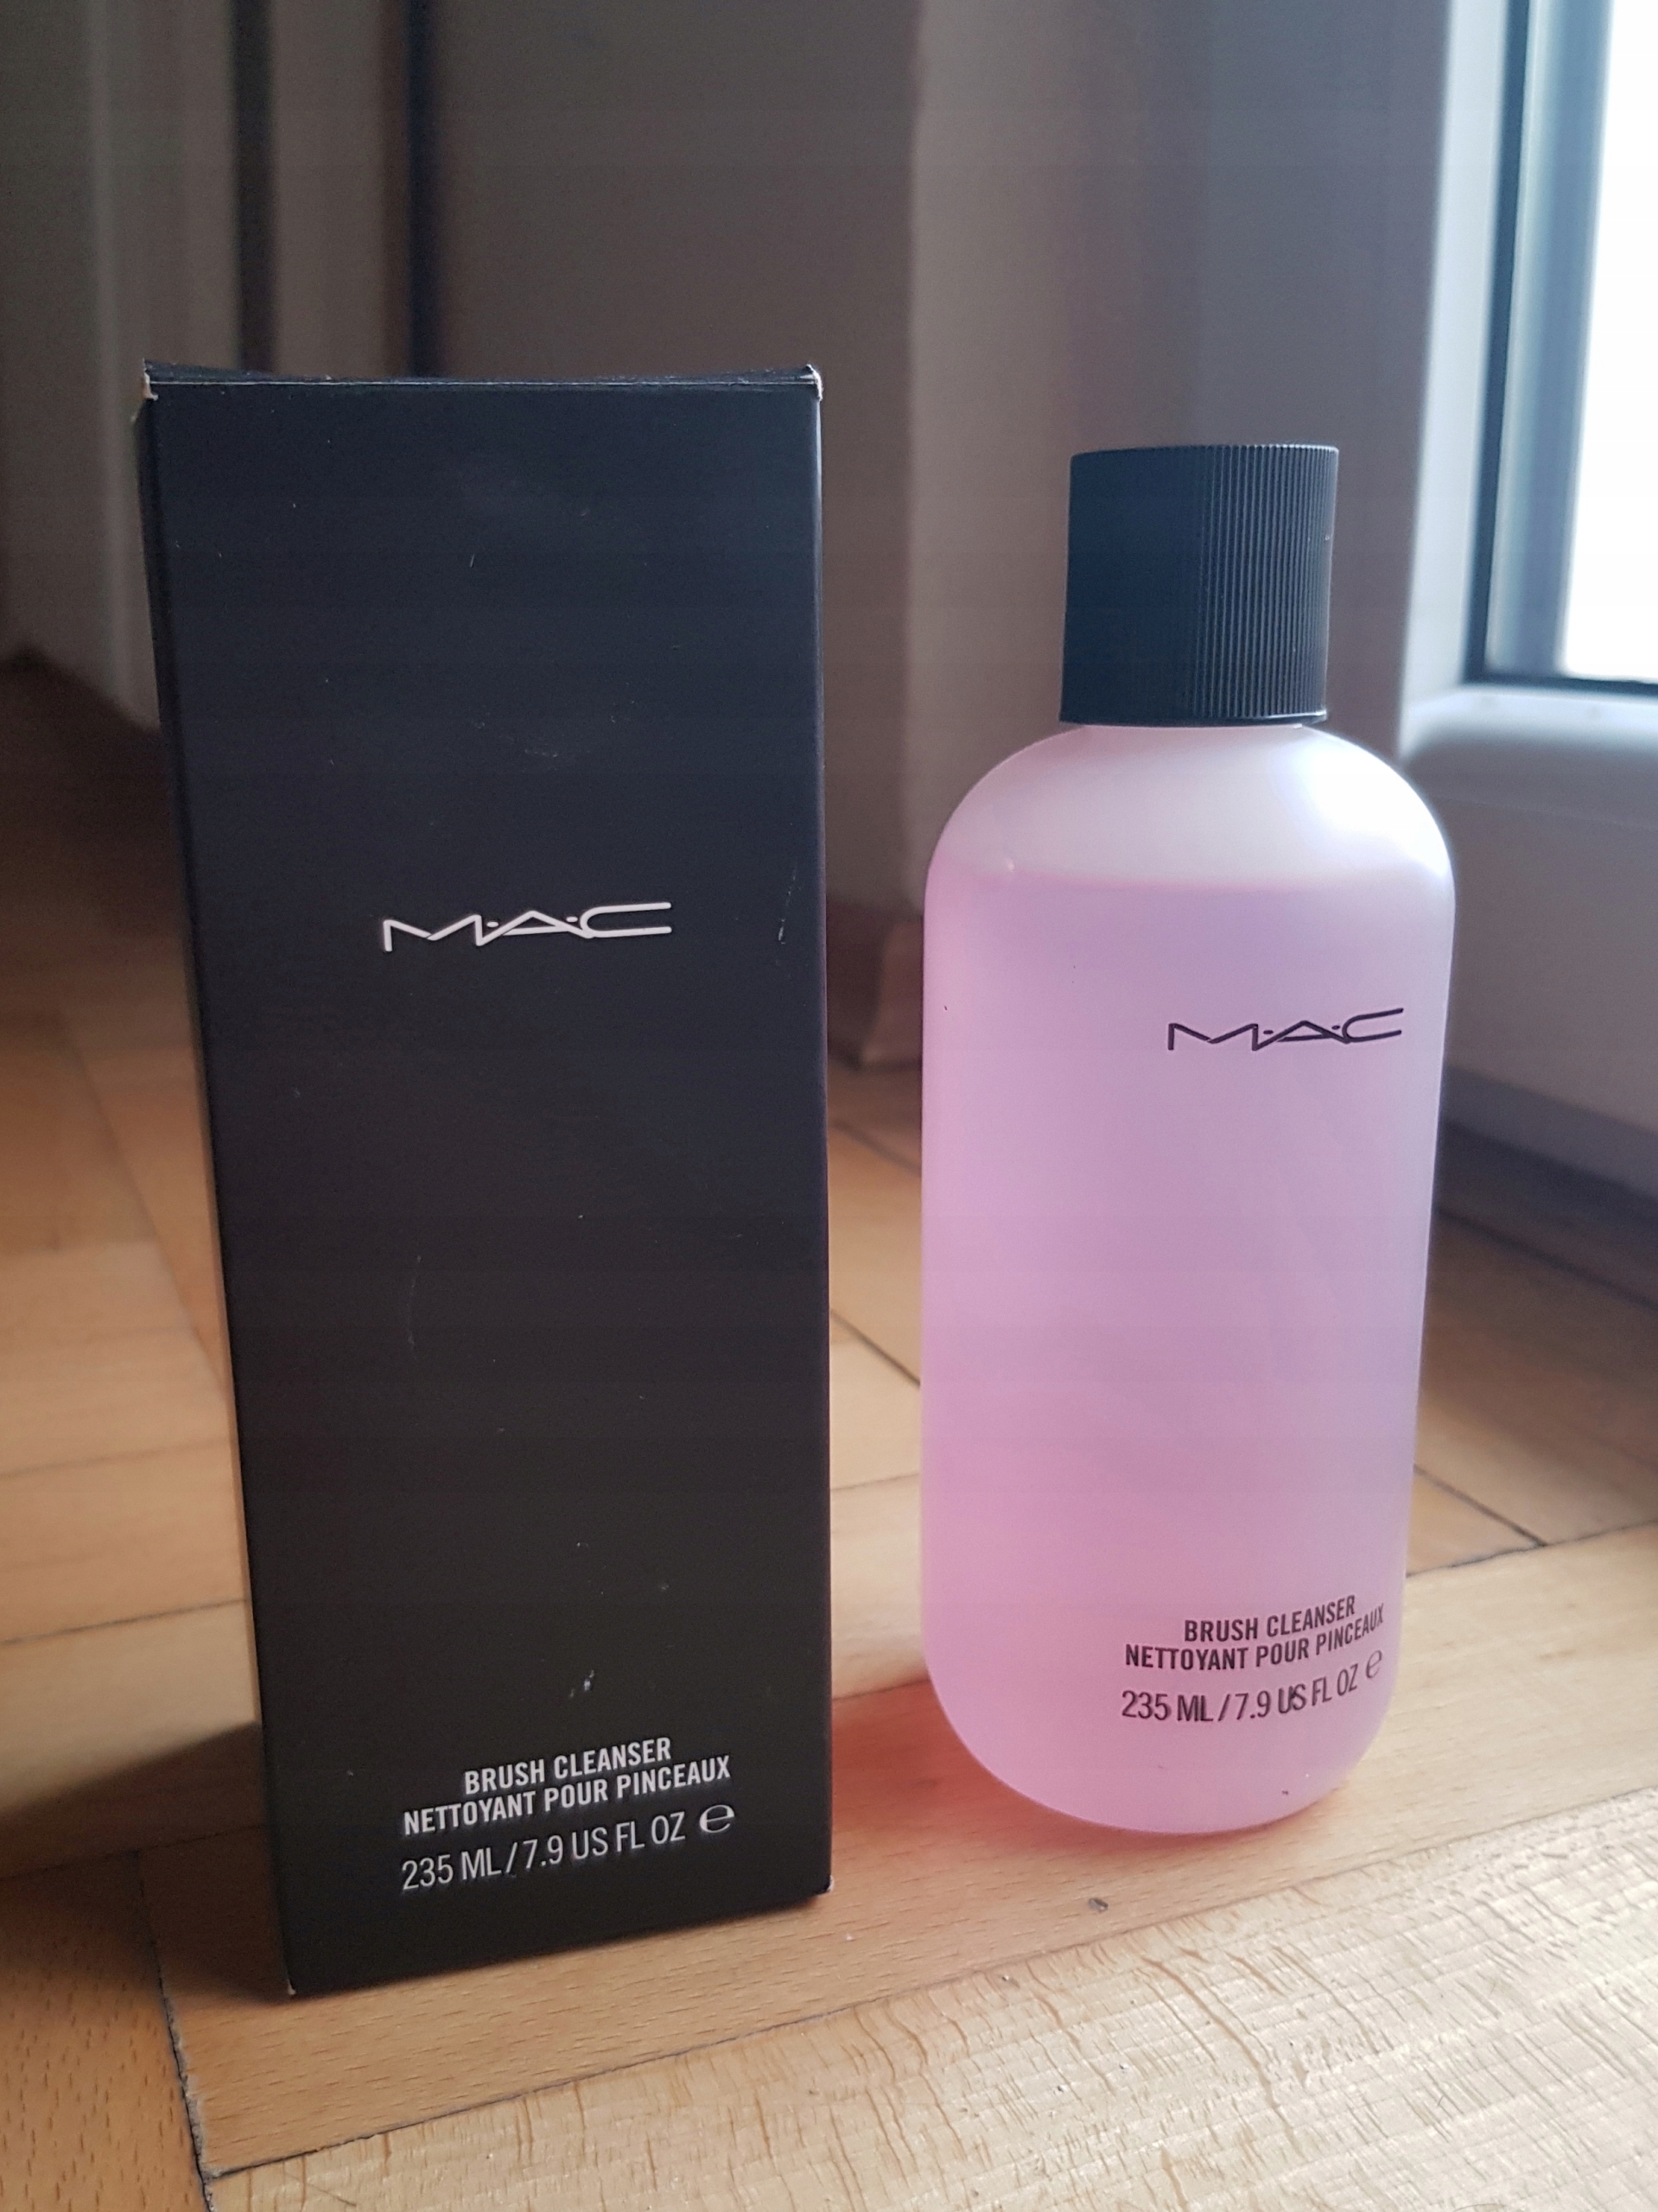 M·A·C
BRUSH CLEANSER
NETTOYANT POUR PINCEAUX
235 ML / 7.9 US FL OZ ℮
M·A·C
BRUSH CLEANSER
NETTOYANT POUR PINCEAUX
235 ML / 7.9 US FL OZ ℮